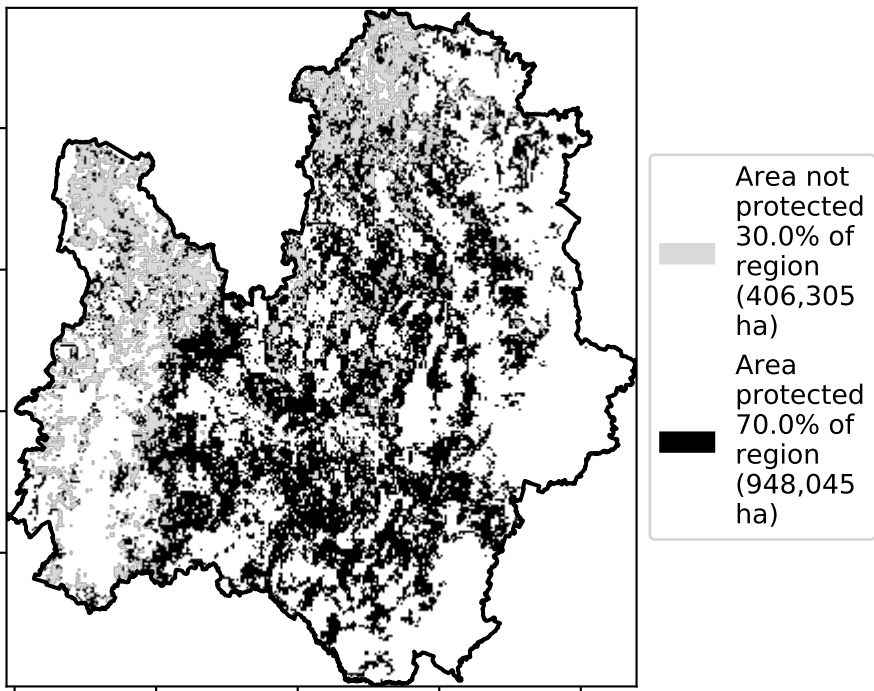 Area not
protected
30.0% of
region
(406,305
ha)
Area
protected
70.0% of
region
(948,045
ha)